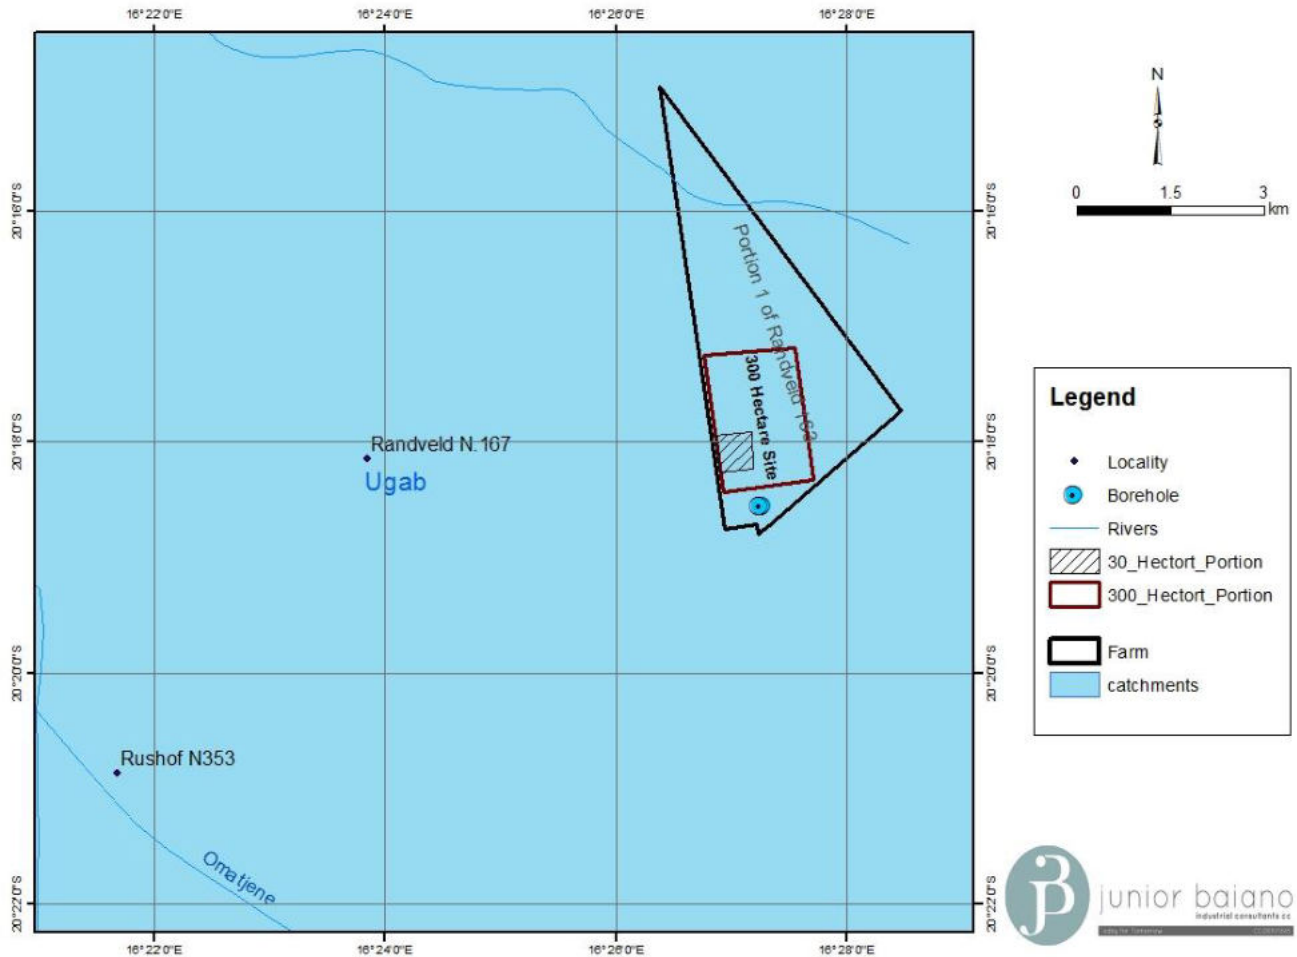 16°22'0"E 16°24'0"E 16°26'0"E 16°28'0"E
N
0 1.5 3
km
20°16'0"S 20°16'0"S
Portion 1 of Randveld 163
300 Hectare Site
20°18'0"S 20°18'0"S
Randveld N.167
Ugab
Legend
Locality
Borehole
Rivers
30_Hectort_Portion
300_Hectort_Portion
Farm
catchments
20°20'0"S 20°20'0"S
Rushof N353
Omatjene
20°22'0"S 20°22'0"S
junior baiano
industrial consultants cc
16°22'0"E 16°24'0"E 16°26'0"E 16°28'0"E